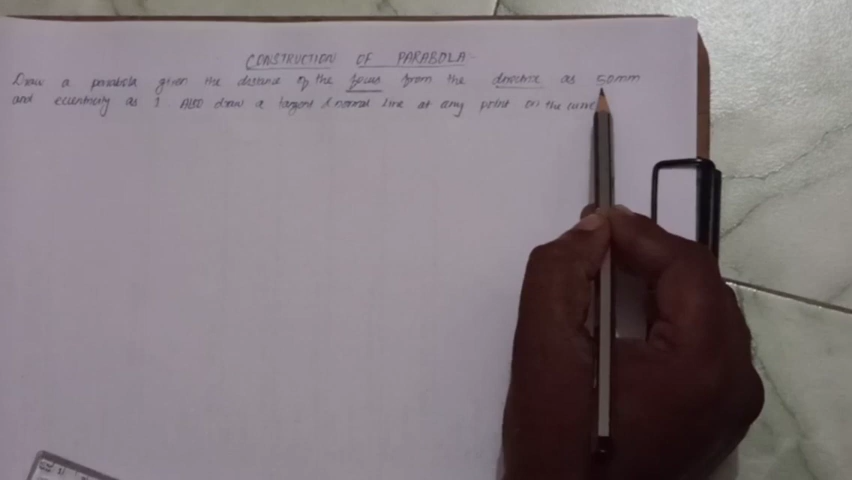 CONSTRUCTION OF PARABOLA
Draw a parabola given the distance of the focus from the directrix as 50mm
and eccentricity as 1. Also draw a tangent & normal line at any point on the curve